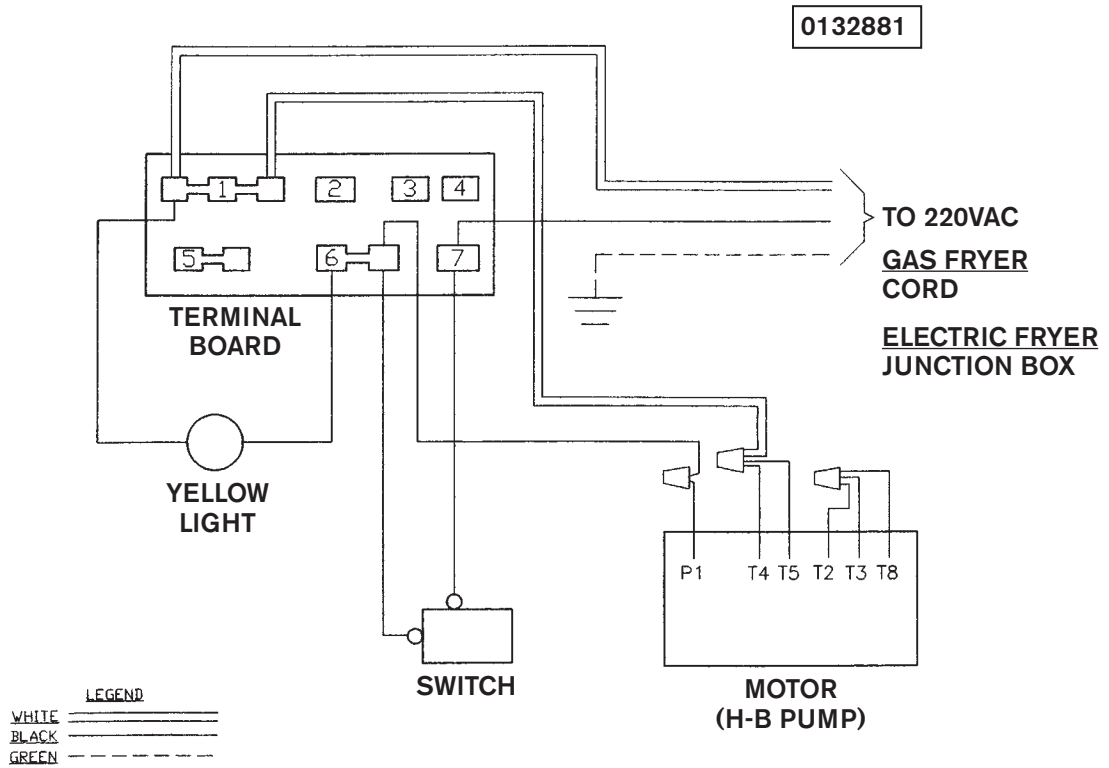 0132881
1
2
3
4
5
6
7
TO 220VAC
GAS FRYER
CORD
ELECTRIC FRYER
JUNCTION BOX
TERMINAL
BOARD
YELLOW
LIGHT
P1 T4 T5 T2 T3 T8
SWITCH
MOTOR
(H-B PUMP)
LEGEND
WHITE
BLACK
GREEN